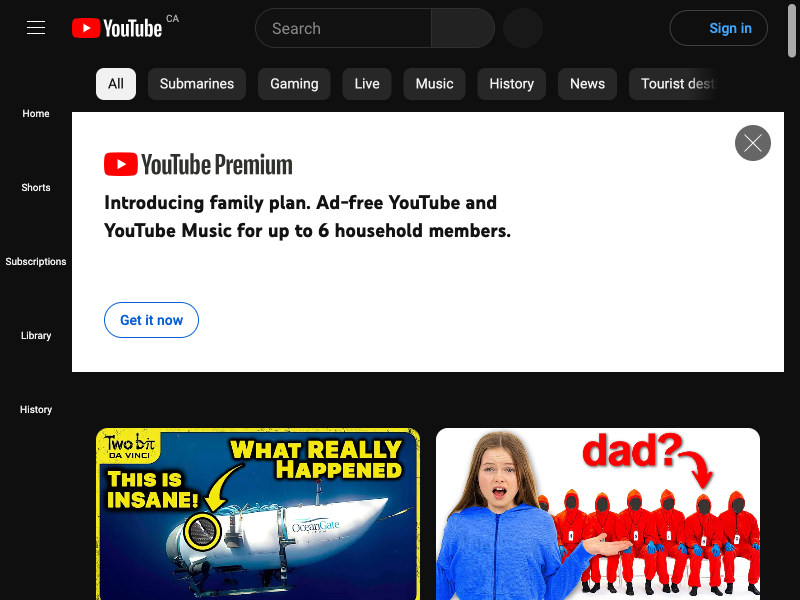 YouTube CA
Search
Sign in
All
Submarines
Gaming
Live
Music
History
News
Tourist dest
Home
Shorts
Subscriptions
Library
History
YouTube Premium
Introducing family plan. Ad-free YouTube and
YouTube Music for up to 6 household members.
Get it now
Two bit
DA VINCI
WHAT REALLY
HAPPENED
THIS IS
INSANE!
OceanGate
dad?